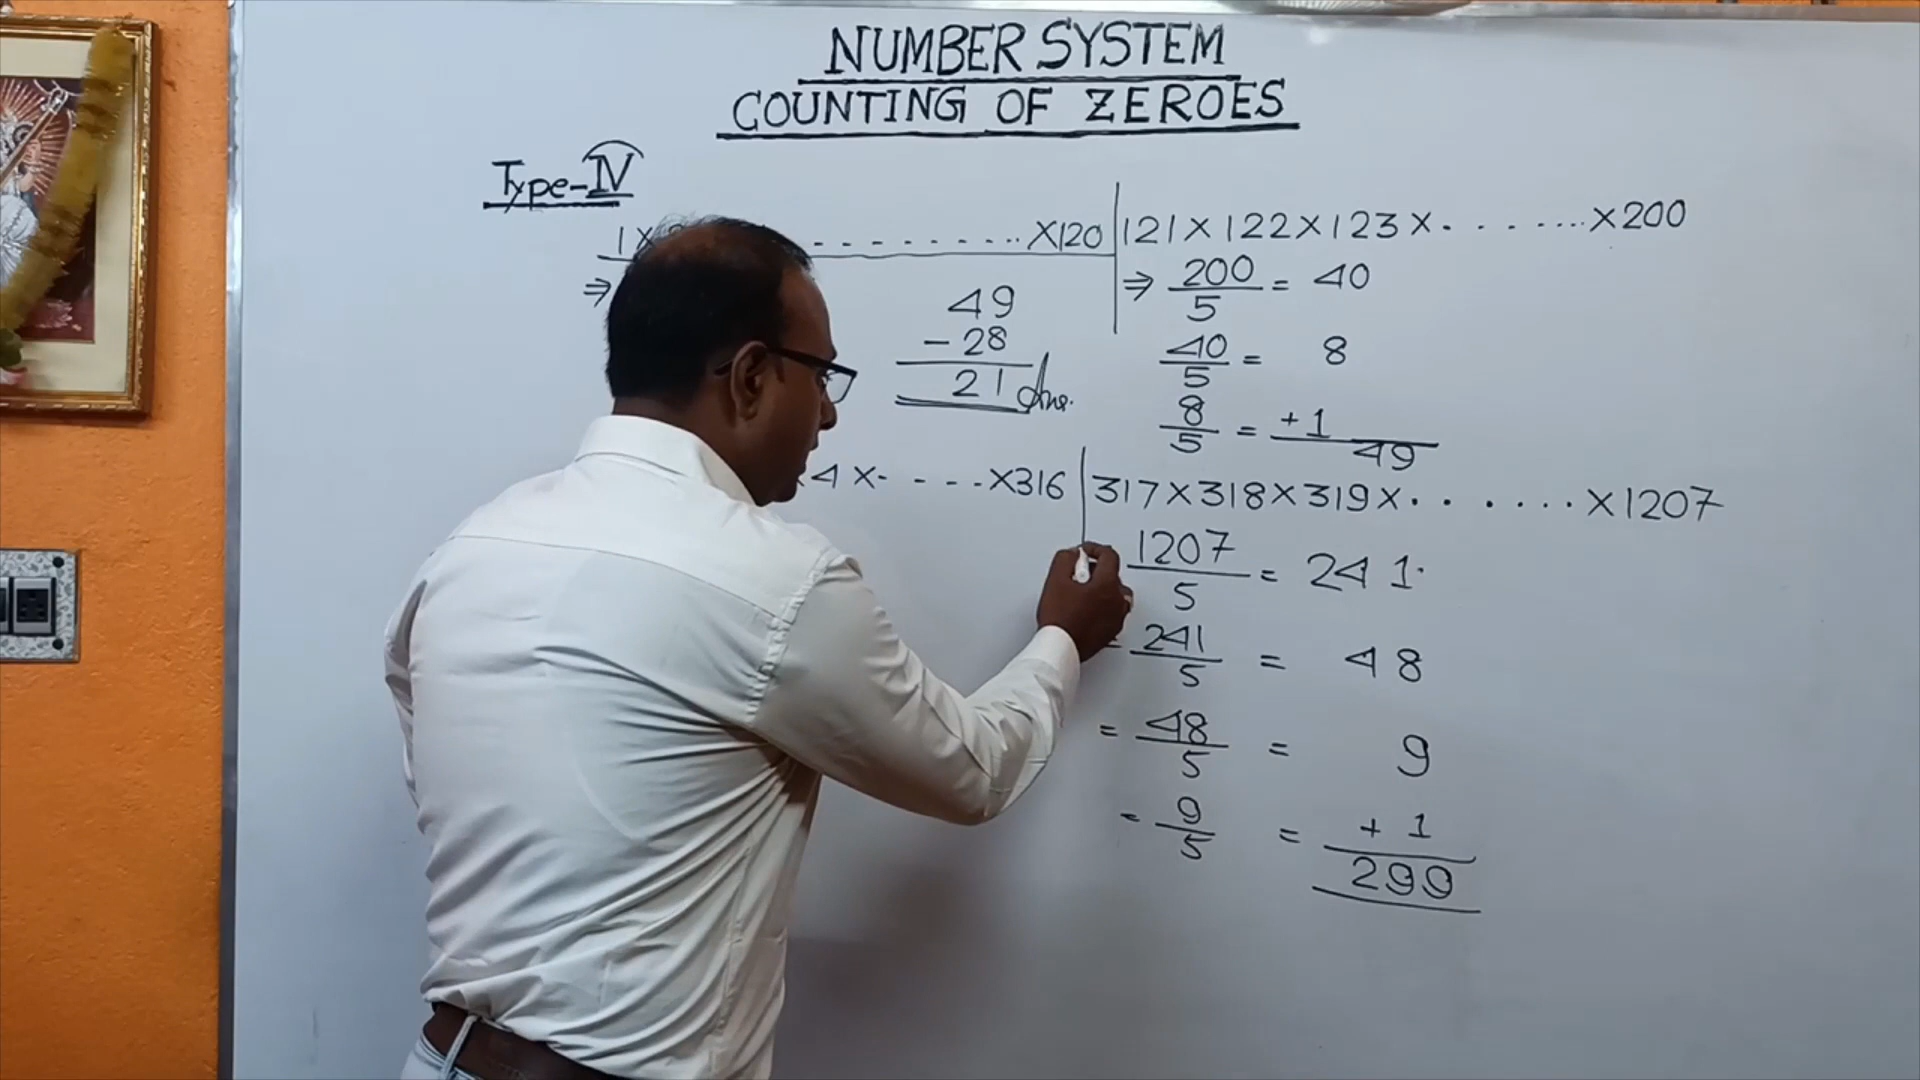 NUMBER SYSTEM
COUNTING OF ZEROES
Type-IV
1 X - - - - - - - - .. X120 | 121 X 122 X 123 X . . . . . . . . X 200
⇒ ⇒ 200/5 = 40
49
- 28
21 Ans.
40/5 = 8
8/5 = + 1
49
4 X - - - - X316 | 317 X 318 X 319 X . . . . . . . X 1207
1207/5 = 241
= 241/5 = 48
= 48/5 = 9
= 9/5 = + 1
299